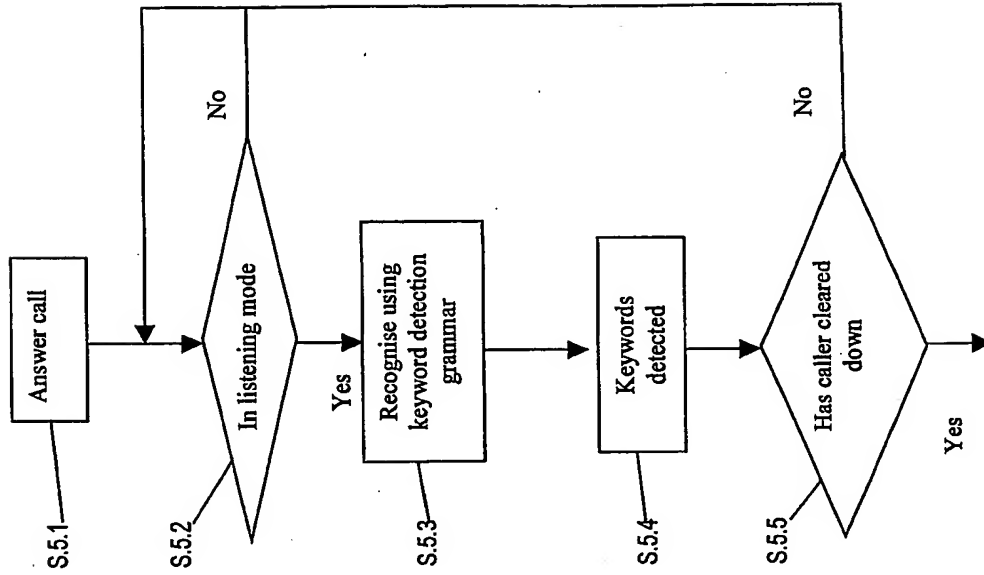 S.5.1
Answer call
S.5.2
In listening mode
No
Yes
S.5.3
Recognise using
keyword detection
grammar
S.5.4
Keywords
detected
S.5.5
Has caller cleared
down
No
Yes